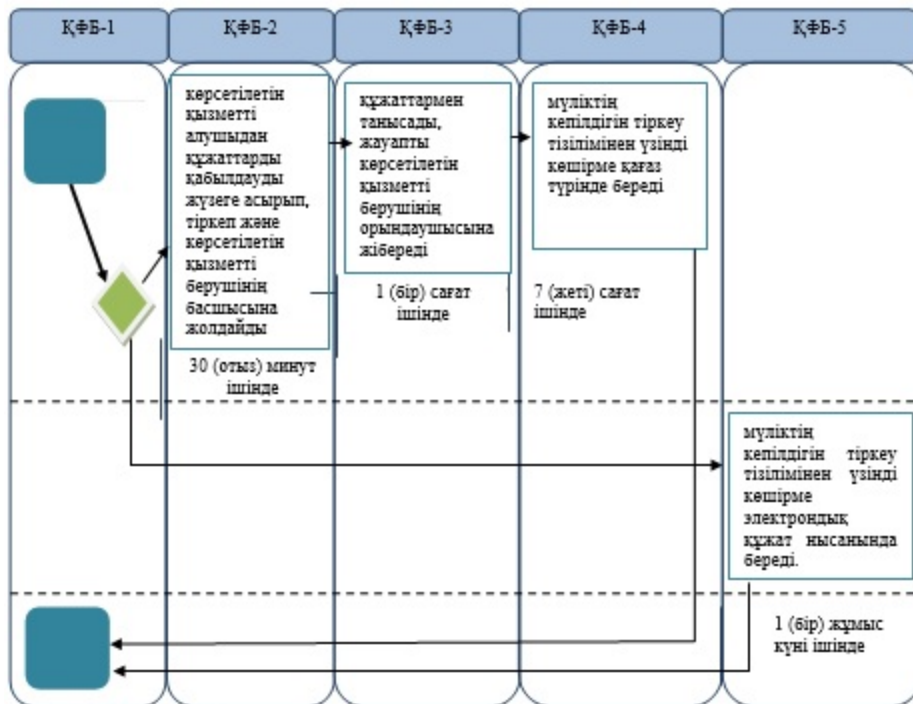 ҚФБ-1
ҚФБ-2
ҚФБ-3
ҚФБ-4
ҚФБ-5
көрсетілетін
қызметті
алушыдан
құжаттарды
қабылдауды
жүзеге асырып,
тіркеп және
көрсетілетін
қызметті
берушінің
басшысына
жолдайды
30 (отыз) минут
ішінде
құжаттармен
танысады,
жауапты
көрсетілетін
қызметті
берушінің
орындаушысына
жібереді
1 (бір) сағат
ішінде
мүліктің
кепілдігін тіркеу
тізілімінен үзінді
көшірме қағаз
түрінде береді
7 (жеті) сағат
ішінде
мүліктің
кепілдігін тіркеу
тізілімінен үзінді
көшірме
электрондық
құжат нысанында
береді.
1 (бір) жұмыс
күні ішінде